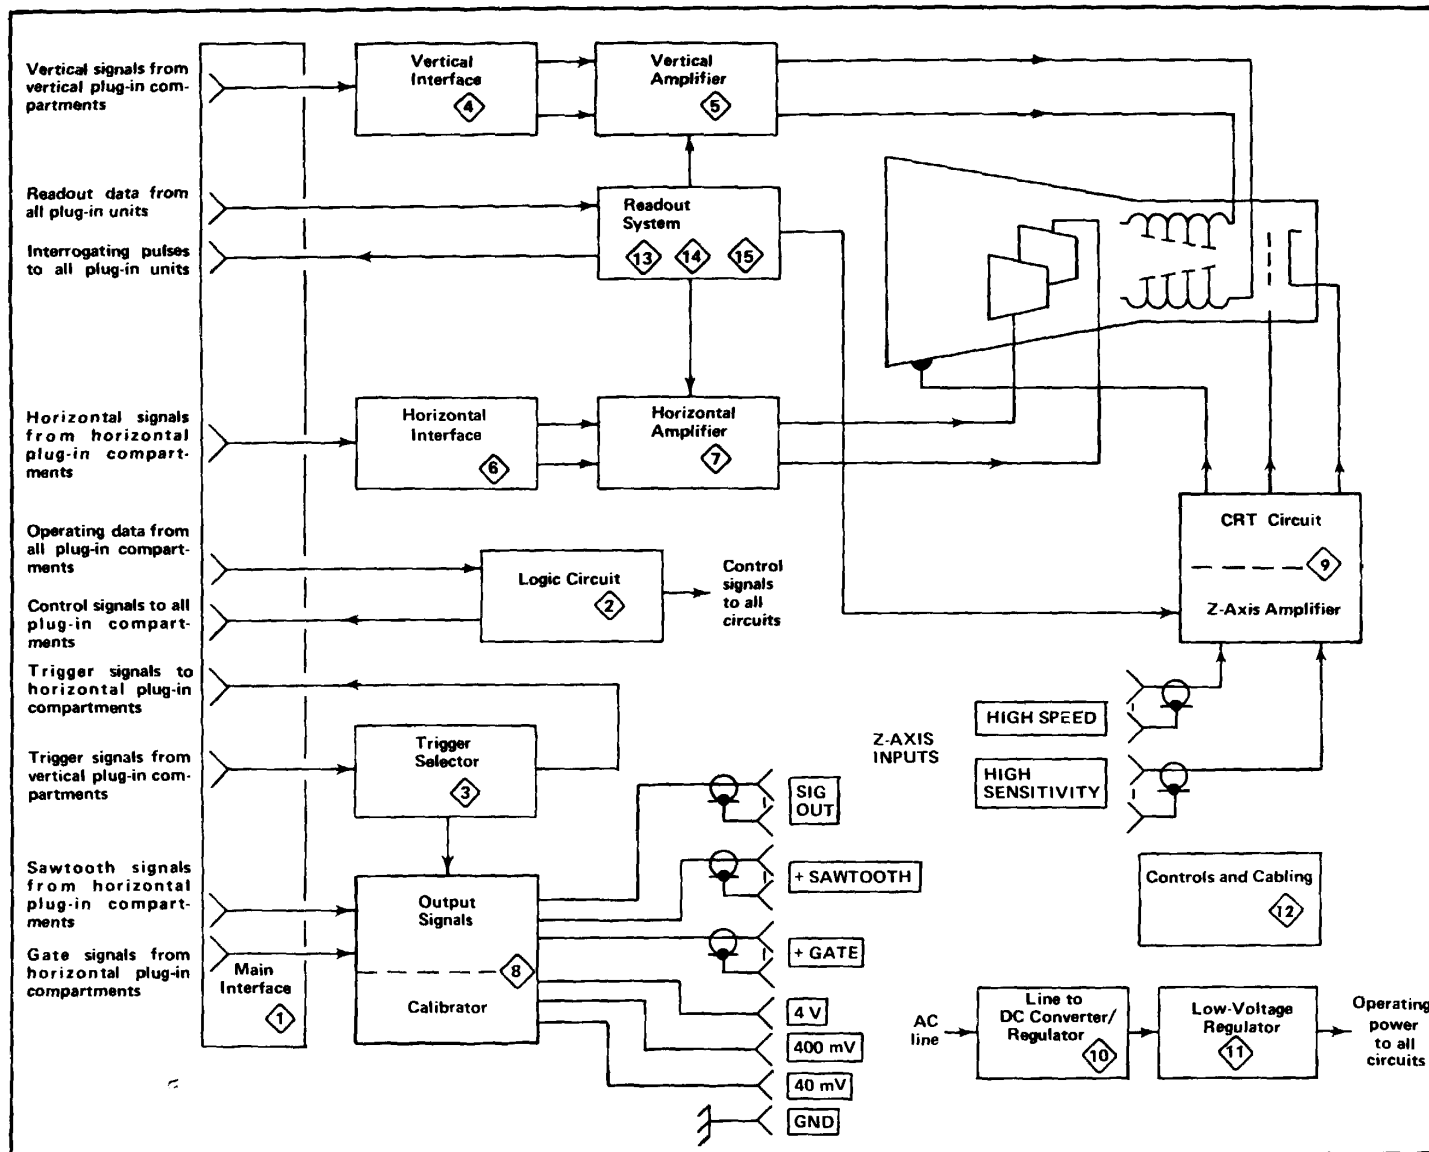 Vertical signals from
vertical plug-in com-
partments
Vertical
Interface
4
Vertical
Amplifier
5
Readout data from
all plug-in units
Interrogating pulses
to all plug-in units
Readout
System
13 14 15
Horizontal signals
from horizontal
plug-in compart-
ments
Horizontal
Interface
6
Horizontal
Amplifier
7
Operating data from
all plug-in compart-
ments
Control signals to all
plug-in compart-
ments
Logic Circuit
2
Control
signals
to all
circuits
CRT Circuit
9
Z-Axis Amplifier
Trigger signals to
horizontal plug-in
compartments
Trigger signals from
vertical plug-in com-
partments
Trigger
Selector
3
Z-AXIS
INPUTS
HIGH SPEED
HIGH
SENSITIVITY
Sawtooth signals
from horizontal
plug-in compart-
ments
Gate signals from
horizontal plug-in
compartments
Main
Interface
1
Output
Signals
8
Calibrator
SIG
OUT
+ SAWTOOTH
+ GATE
4 V
400 mV
40 mV
GND
Controls and Cabling
12
AC
line
Line to
DC Converter/
Regulator
10
Low-Voltage
Regulator
11
Operating
power
to all
circuits